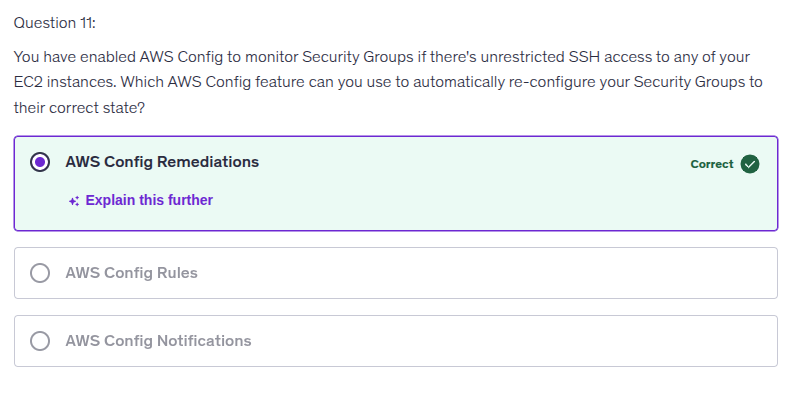 Question 11:
You have enabled AWS Config to monitor Security Groups if there's unrestricted SSH access to any of your
EC2 instances. Which AWS Config feature can you use to automatically re-configure your Security Groups to
their correct state?
AWS Config Remediations
Correct
Explain this further
AWS Config Rules
AWS Config Notifications